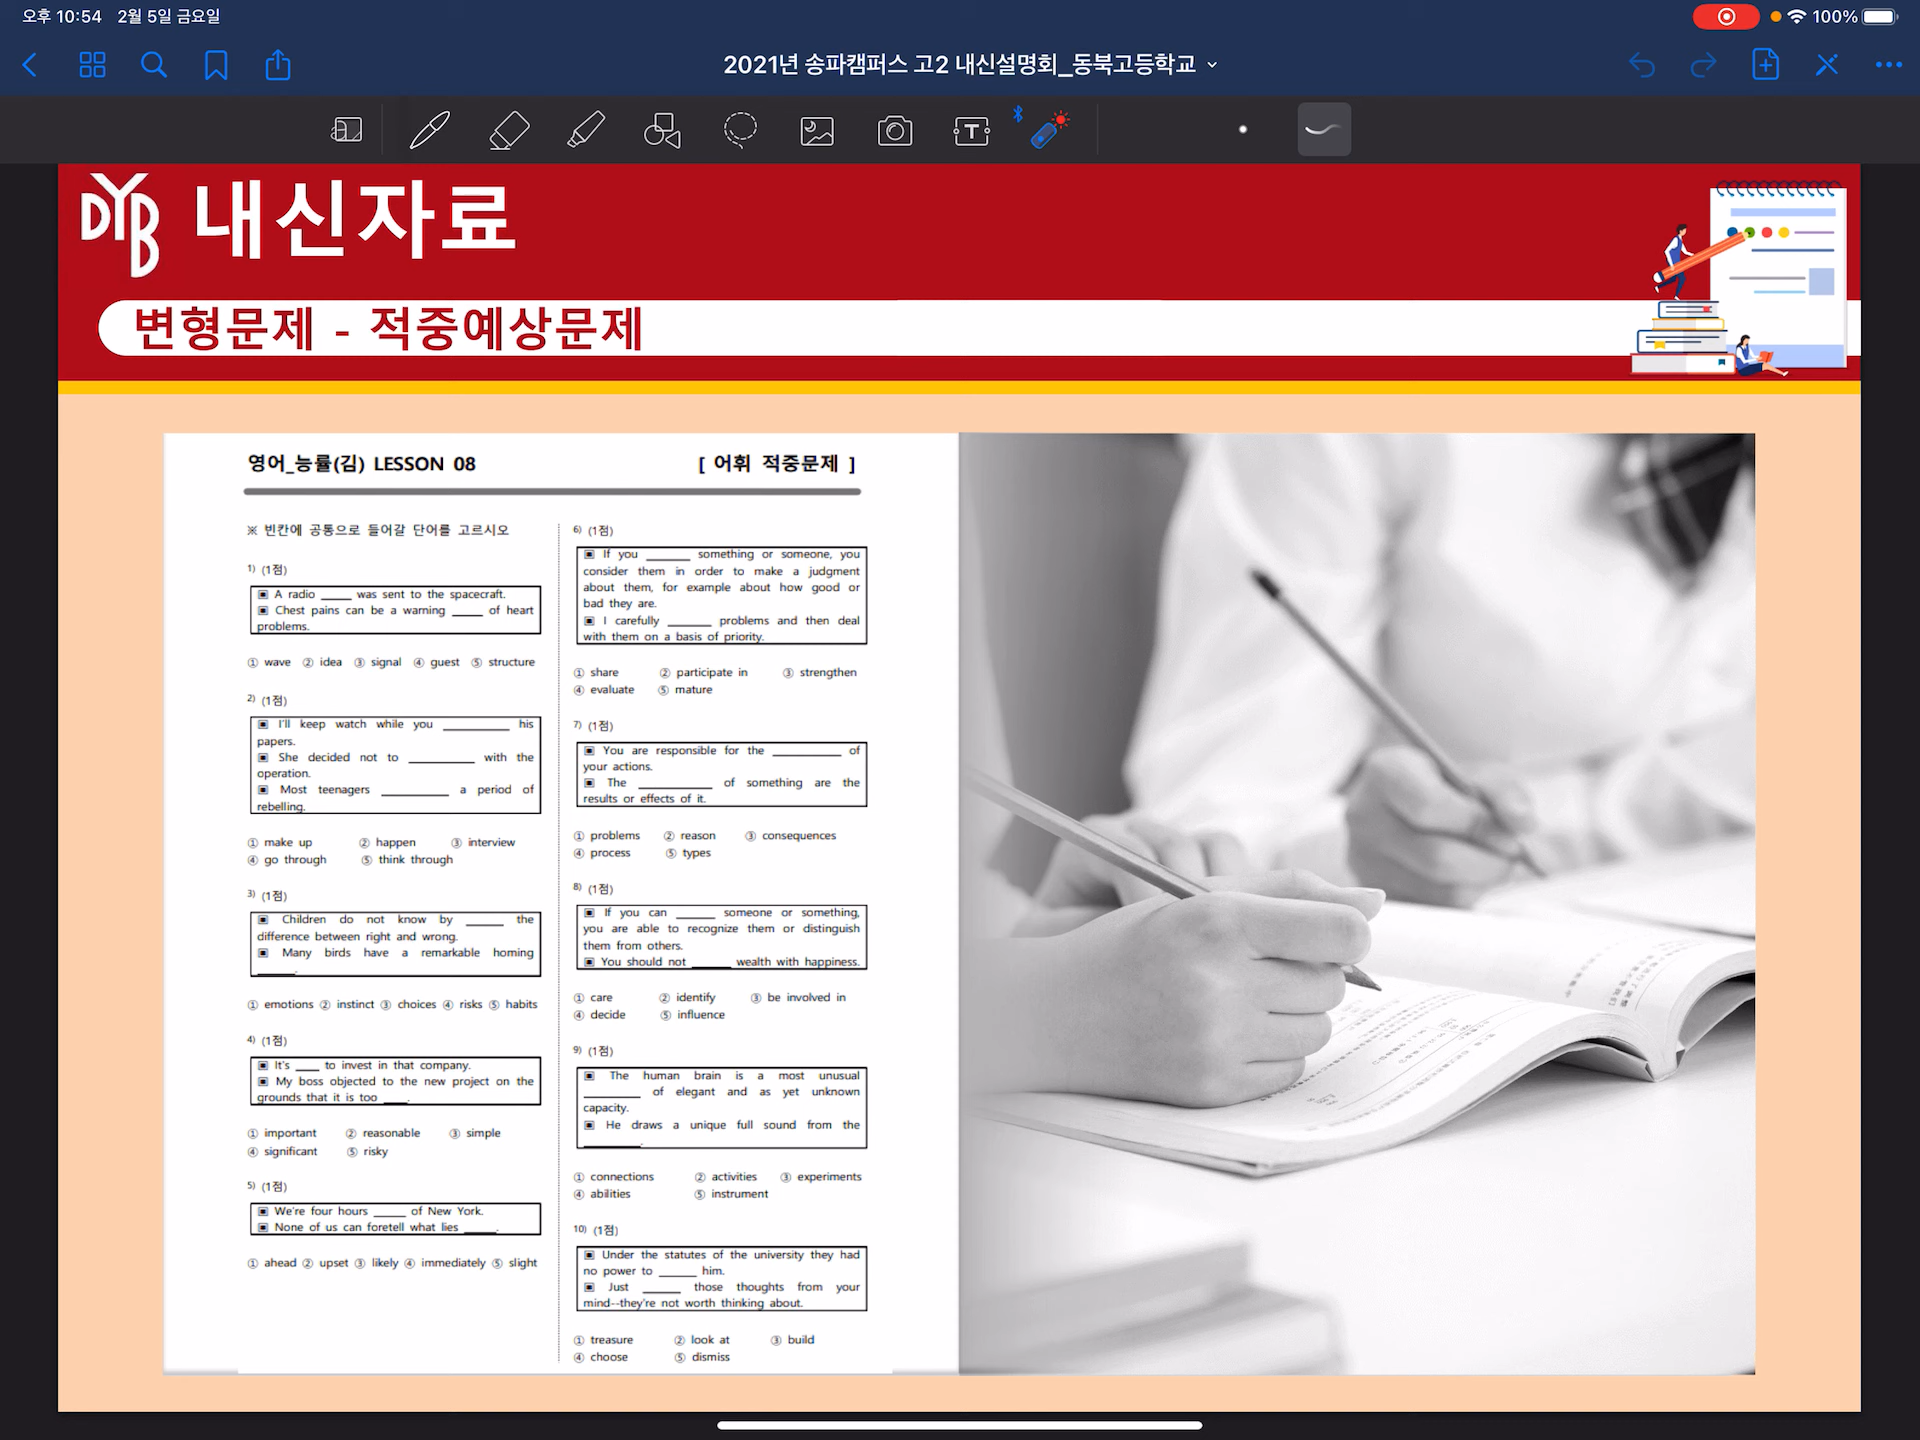 오후 10:54 2월 5일 금요일
100%
2021년 송파캠퍼스 고2 내신설명회_동북고등학교
DYB 내신자료
변형문제 - 적중예상문제
영어_능률(김) LESSON 08 [ 어휘 적중문제 ]
※ 빈칸에 공통으로 들어갈 단어를 고르시오
1) (1점)
▣ A radio _____ was sent to the spacecraft.
▣ Chest pains can be a warning _____ of heart
problems.
① wave ② idea ③ signal ④ guest ⑤ structure
2) (1점)
▣ I'll keep watch while you __________ his
papers.
▣ She decided not to __________ with the
operation.
▣ Most teenagers __________ a period of
rebelling.
① make up ② happen ③ interview
④ go through ⑤ think through
3) (1점)
▣ Children do not know by ______ the
difference between right and wrong.
▣ Many birds have a remarkable homing
______.
① emotions ② instinct ③ choices ④ risks ⑤ habits
4) (1점)
▣ It's ____ to invest in that company.
▣ My boss objected to the new project on the
grounds that it is too ____.
① important ② reasonable ③ simple
④ significant ⑤ risky
5) (1점)
▣ We're four hours _____ of New York.
▣ None of us can foretell what lies _____.
① ahead ② upset ③ likely ④ immediately ⑤ slight
6) (1점)
▣ If you _______ something or someone, you
consider them in order to make a judgment
about them, for example about how good or
bad they are.
▣ I carefully _______ problems and then deal
with them on a basis of priority.
① share ② participate in ③ strengthen
④ evaluate ⑤ mature
7) (1점)
▣ You are responsible for the ___________ of
your actions.
▣ The ___________ of something are the
results or effects of it.
① problems ② reason ③ consequences
④ process ⑤ types
8) (1점)
▣ If you can ______ someone or something,
you are able to recognize them or distinguish
them from others.
▣ You should not ______ wealth with happiness.
① care ② identify ③ be involved in
④ decide ⑤ influence
9) (1점)
▣ The human brain is a most unusual
_________ of elegant and as yet unknown
capacity.
▣ He draws a unique full sound from the
_________.
① connections ② activities ③ experiments
④ abilities ⑤ instrument
10) (1점)
▣ Under the statutes of the university they had
no power to ______ him.
▣ Just ______ those thoughts from your
mind--they're not worth thinking about.
① treasure ② look at ③ build
④ choose ⑤ dismiss